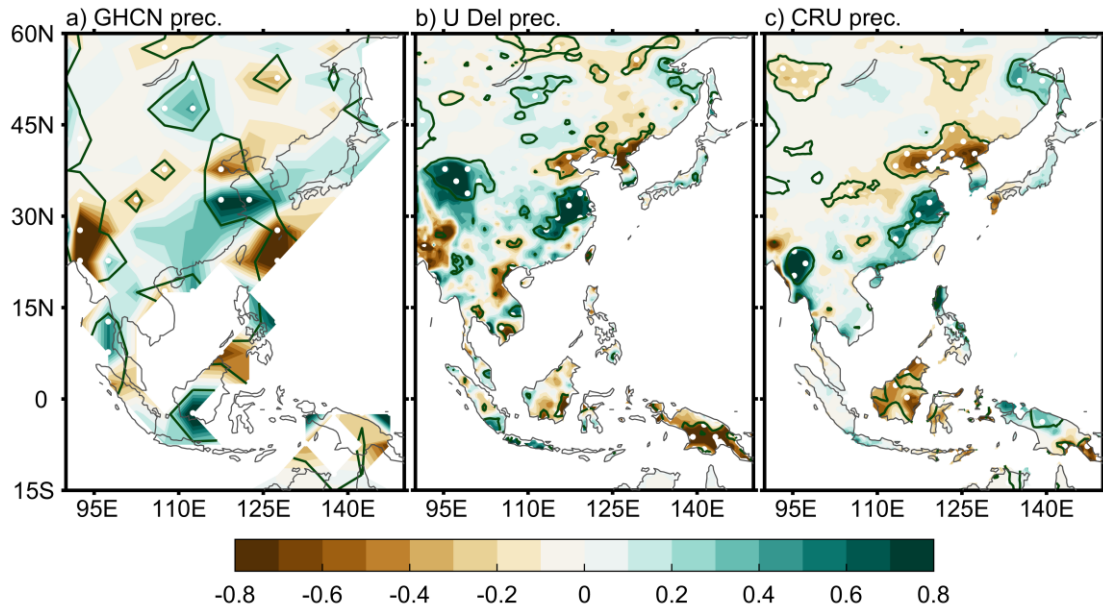 a) GHCN prec. b) U Del prec. c) CRU prec.
60N
45N
30N
15N
0
15S
95E 110E 125E 140E 95E 110E 125E 140E 95E 110E 125E 140E
-0.8 -0.6 -0.4 -0.2 0 0.2 0.4 0.6 0.8